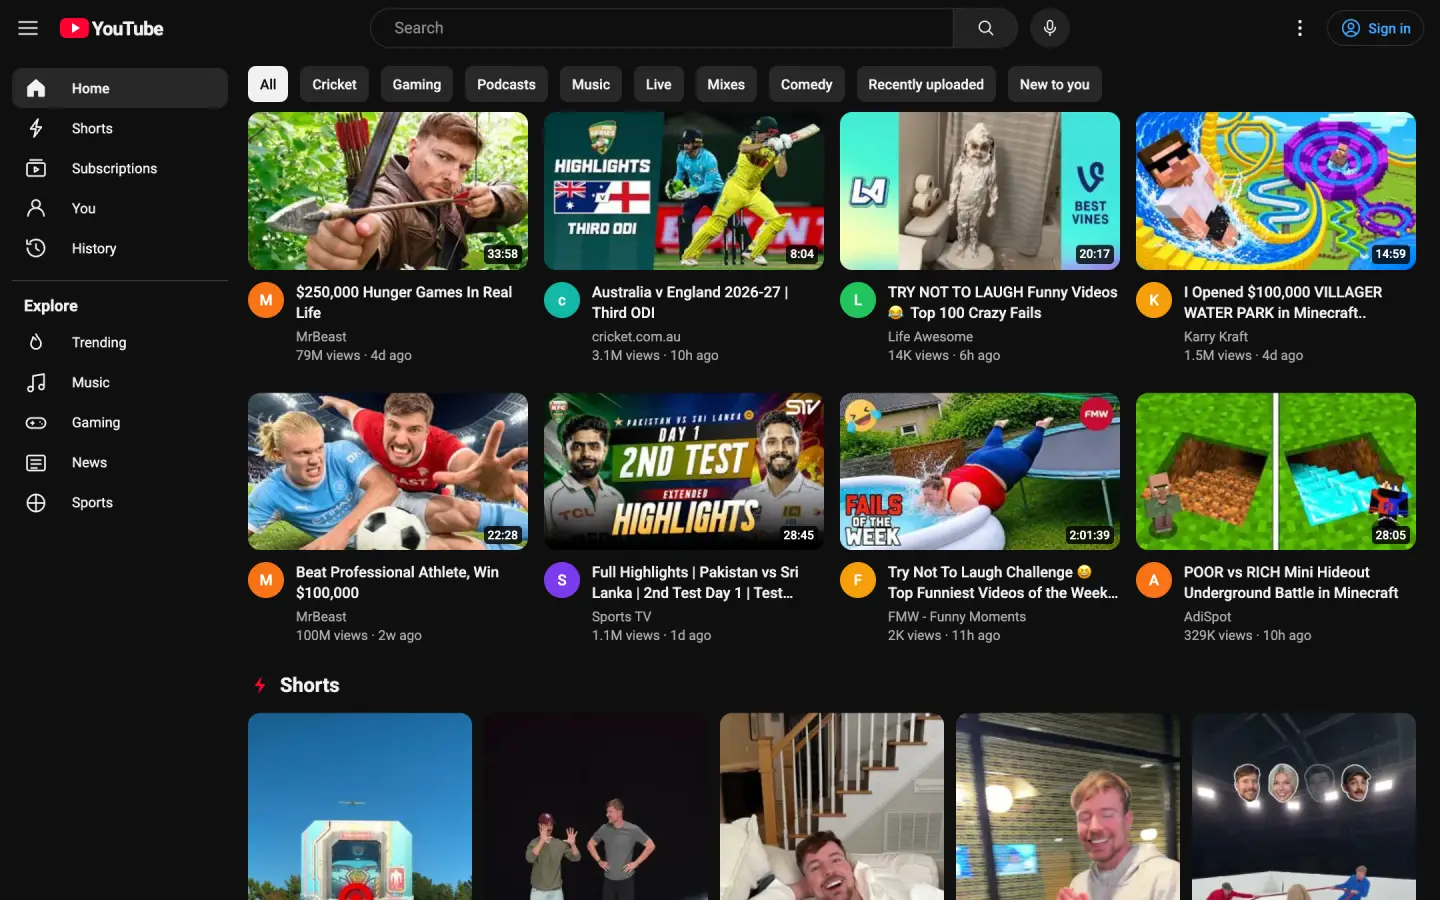 YouTube
Search
Sign in
Home
Shorts
Subscriptions
You
History
Explore
Trending
Music
Gaming
News
Sports
All
Cricket
Gaming
Podcasts
Music
Live
Mixes
Comedy
Recently uploaded
New to you
33:58
M
$250,000 Hunger Games In Real
Life
MrBeast
79M views · 4d ago
HIGHLIGHTS
V
THIRD ODI
8:04
c
Australia v England 2026-27 |
Third ODI
cricket.com.au
3.1M views · 10h ago
LA
BEST
VINES
20:17
L
TRY NOT TO LAUGH Funny Videos
😂 Top 100 Crazy Fails
Life Awesome
14K views · 6h ago
14:59
K
I Opened $100,000 VILLAGER
WATER PARK in Minecraft..
Karry Kraft
1.5M views · 4d ago
22:28
M
Beat Professional Athlete, Win
$100,000
MrBeast
100M views · 2w ago
STV
PAKISTAN VS SRI LANKA
DAY 1
2ND TEST
EXTENDED
HIGHLIGHTS
TCL
28:45
S
Full Highlights | Pakistan vs Sri
Lanka | 2nd Test Day 1 | Test...
Sports TV
1.1M views · 1d ago
FMW
FAILS
OF THE
WEEK
2:01:39
F
Try Not To Laugh Challenge 😆
Top Funniest Videos of the Week...
FMW - Funny Moments
2K views · 11h ago
28:05
A
POOR vs RICH Mini Hideout
Underground Battle in Minecraft
AdiSpot
329K views · 10h ago
Shorts